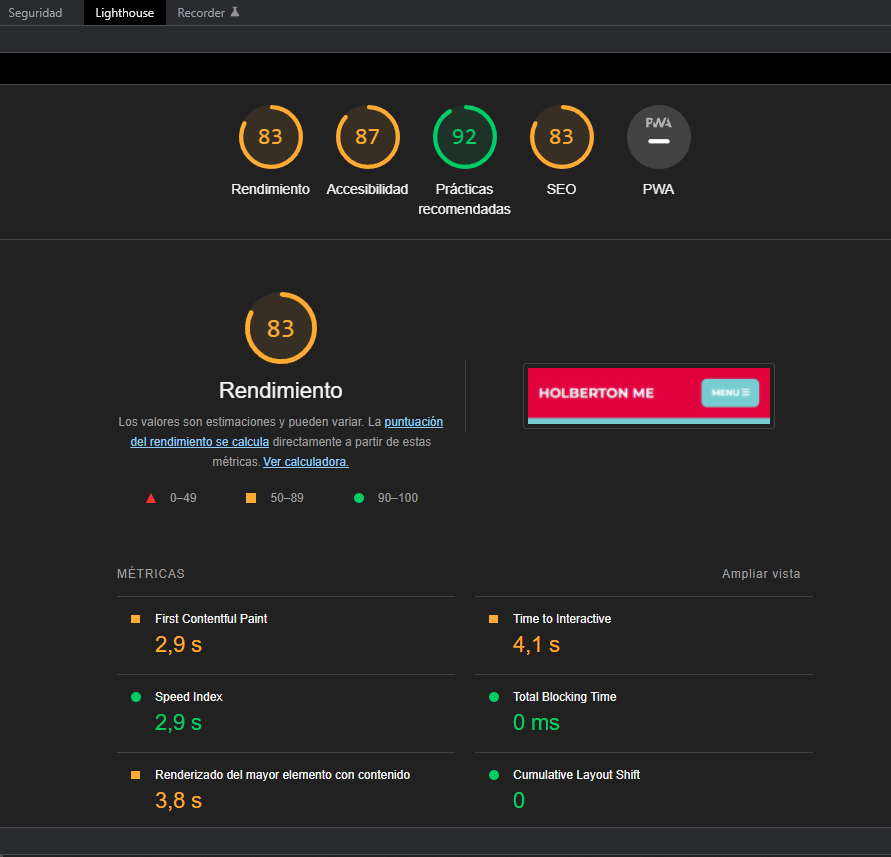 Seguridad Lighthouse Recorder
83 87 92 83 PWA
Rendimiento Accesibilidad Prácticas recomendadas SEO PWA
83
Rendimiento
Los valores son estimaciones y pueden variar. La puntuación
del rendimiento se calcula directamente a partir de estas
métricas. Ver calculadora.
0–49 50–89 90–100
HOLBERTON ME MENU
MÉTRICAS Ampliar vista
First Contentful Paint
2,9 s
Time to Interactive
4,1 s
Speed Index
2,9 s
Total Blocking Time
0 ms
Renderizado del mayor elemento con contenido
3,8 s
Cumulative Layout Shift
0